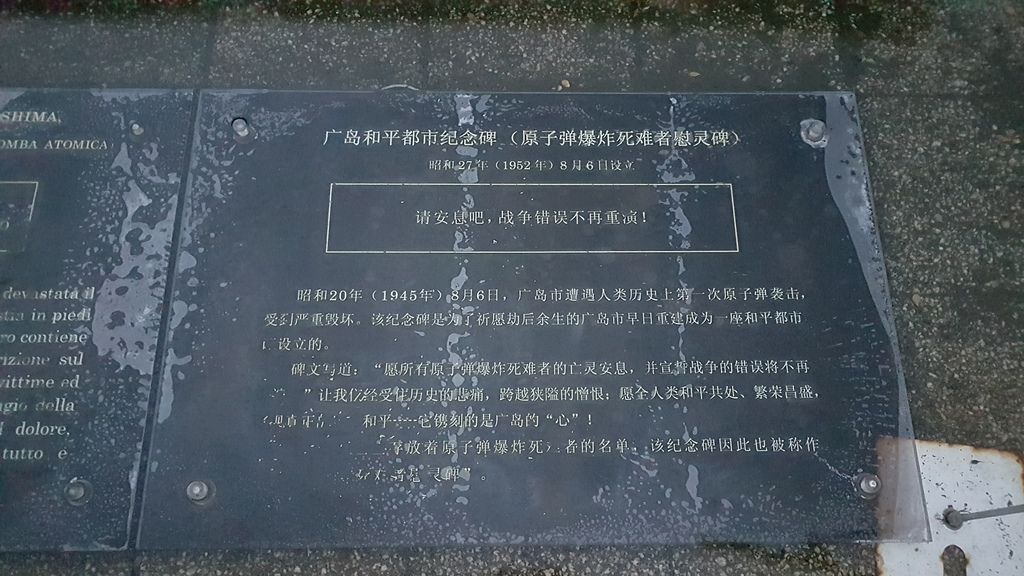 SHIMA,
OMBA ATOMICA
devastata il
stia in piedi
ro contiene
rizione sul
vittime ed
agio della
l dolore,
tutto è
广岛和平都市纪念碑（原子弹爆炸死难者慰灵碑）
昭和27年（1952年）8月6日设立
请安息吧，战争错误不再重演！
昭和20年（1945年）8月6日，广岛市遭遇人类历史上第一次原子弹袭击，
受到严重毁坏。该纪念碑是为了祈愿劫后余生的广岛市早日重建成为一座和平都市
设立的。
碑文写道：“愿所有原子弹爆炸死难者的亡灵安息，并宣誓战争的错误将不再
”让我们经受住历史的悲痛，跨越狭隘的憎恨；愿全人类和平共处、繁荣昌盛，
和平——它镌刻的是广岛的“心”！
放着原子弹爆炸死 者的名单，该纪念碑因此也被称作
灵碑”。